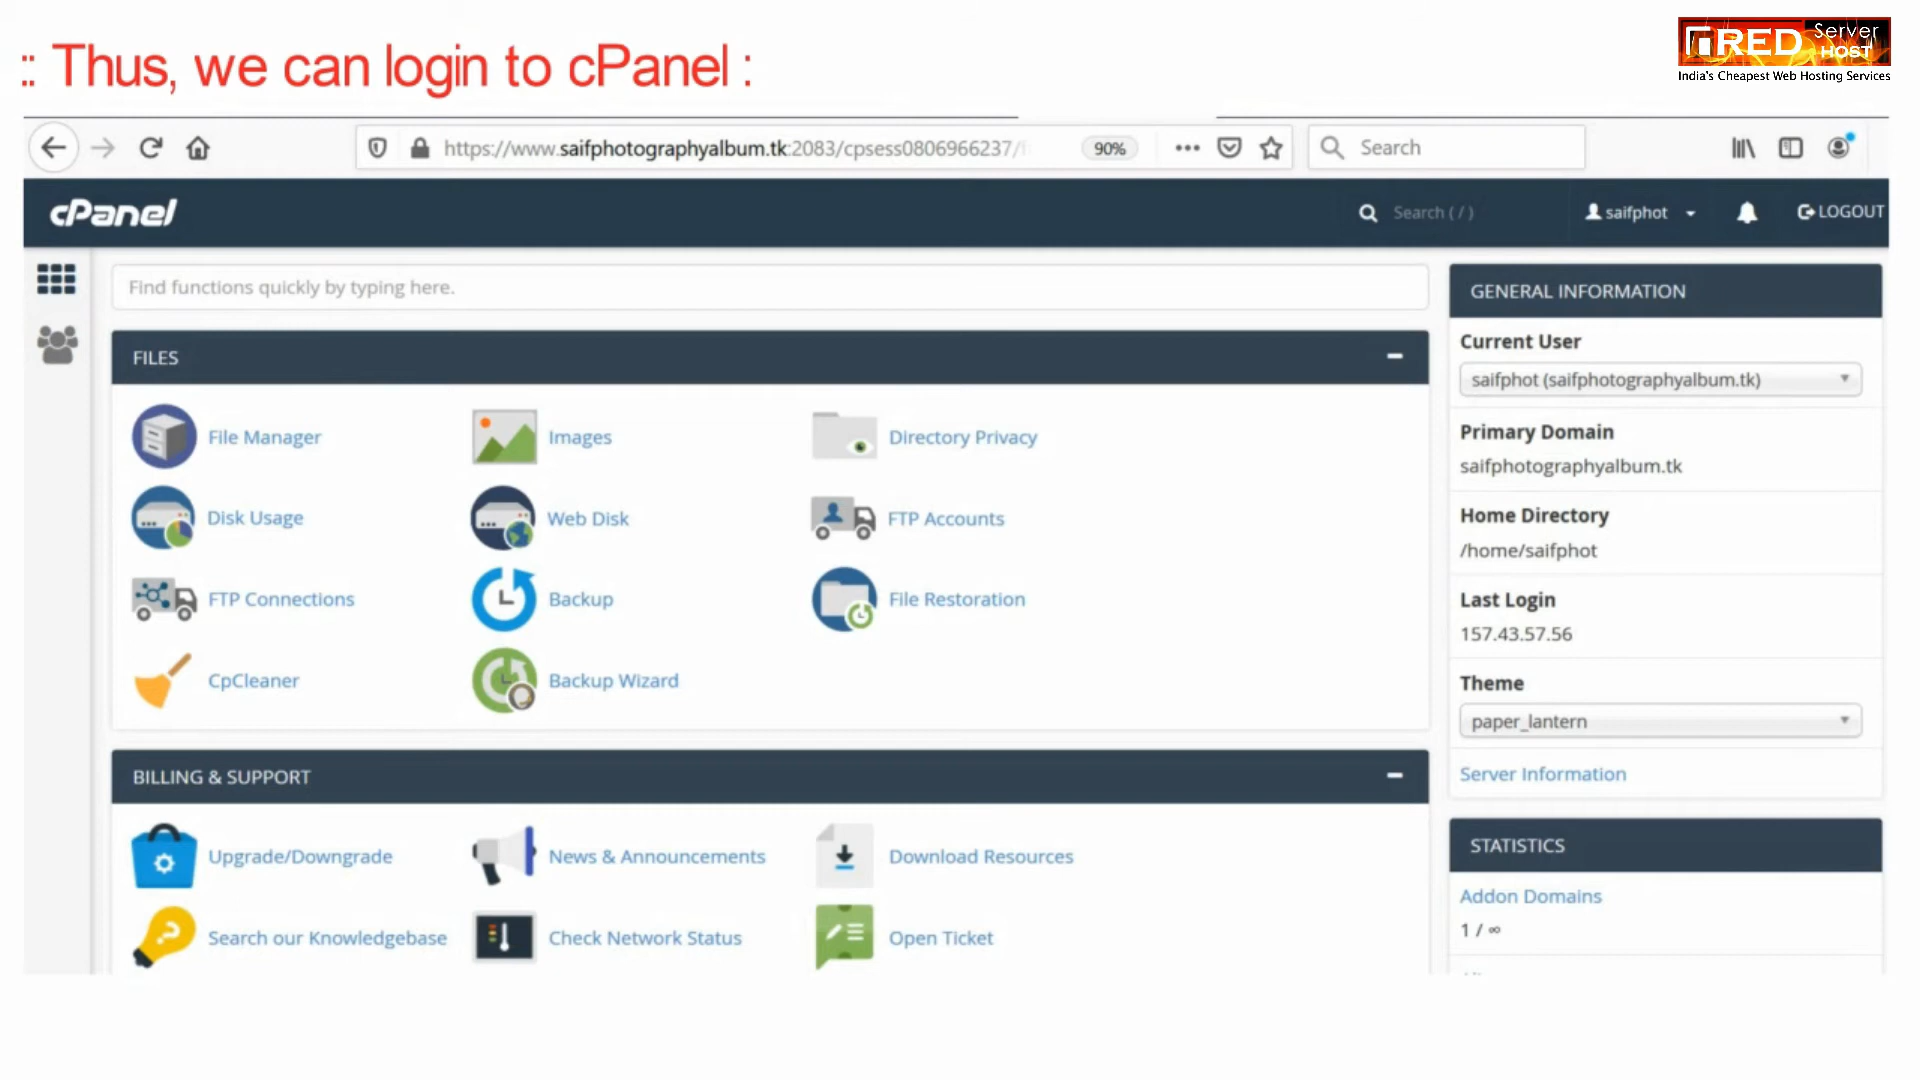 :: Thus, we can login to cPanel :
RED Server HOST
India's Cheapest Web Hosting Services
https://www.saifphotographyalbum.tk:2083/cpsess0806966237/
90%
Search
cPanel
Search ( / )
saifphot
LOGOUT
Find functions quickly by typing here.
FILES
File Manager
Images
Directory Privacy
Disk Usage
Web Disk
FTP Accounts
FTP Connections
Backup
File Restoration
CpCleaner
Backup Wizard
BILLING & SUPPORT
Upgrade/Downgrade
News & Announcements
Download Resources
Search our Knowledgebase
Check Network Status
Open Ticket
GENERAL INFORMATION
Current User
saifphot (saifphotographyalbum.tk)
Primary Domain
saifphotographyalbum.tk
Home Directory
/home/saifphot
Last Login
157.43.57.56
Theme
paper_lantern
Server Information
STATISTICS
Addon Domains
1 / ∞